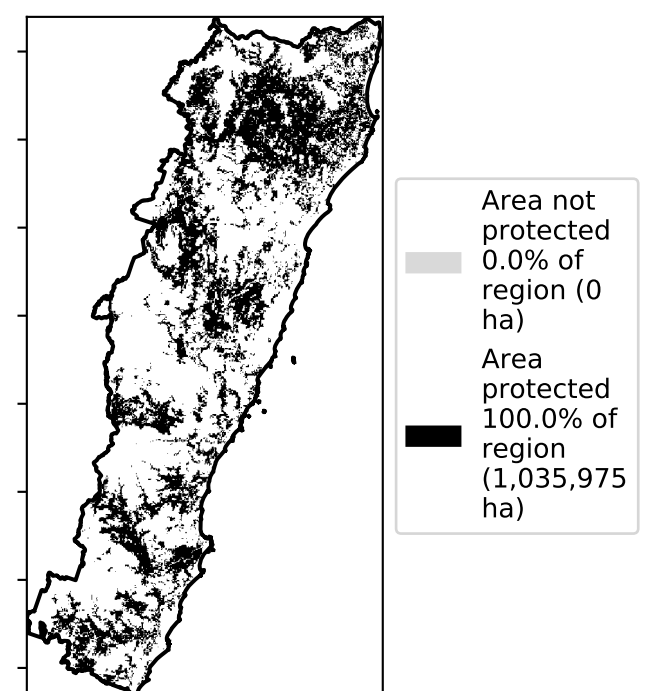 Area not
protected
0.0% of
region (0
ha)
Area
protected
100.0% of
region
(1,035,975
ha)